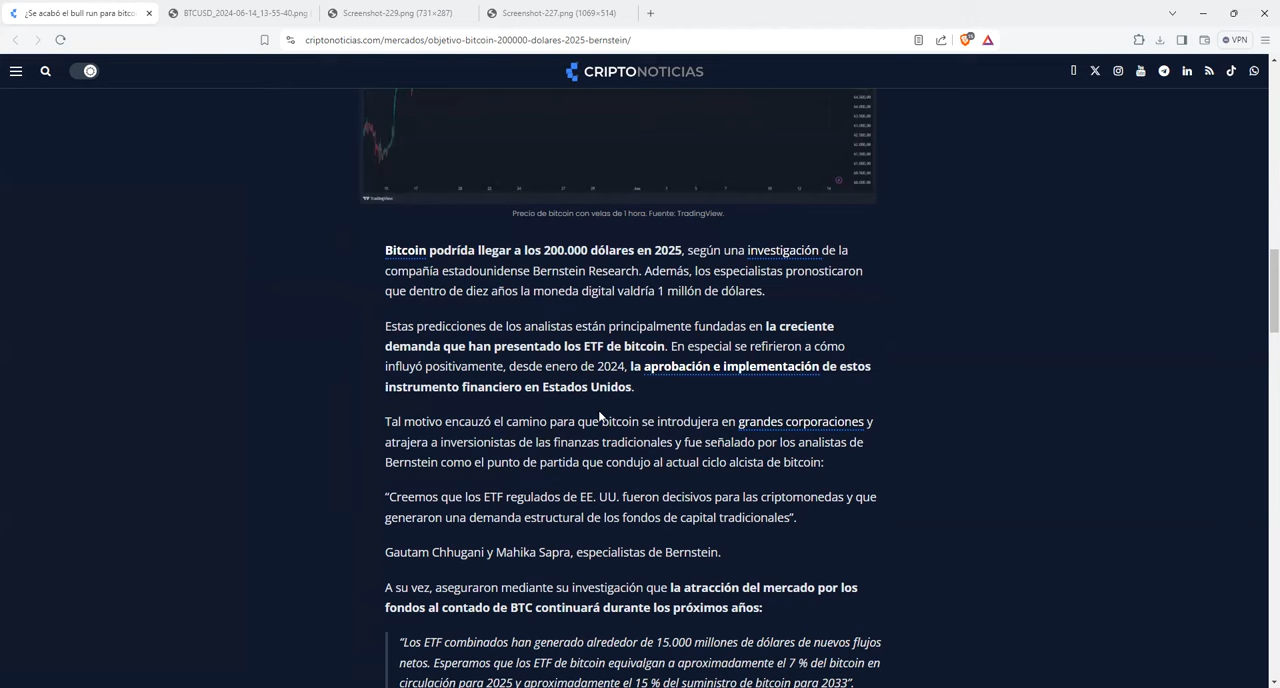 ¿Se acabó el bull run para bitco
BTCUSD_2024-06-14_13-55-40.png
Screenshot-229.png (731×287)
Screenshot-227.png (1069×514)
criptonoticias.com/mercados/objetivo-bitcoin-200000-dolares-2025-bernstein/
VPN
CRIPTONOTICIAS
TradingView
Precio de bitcoin con velas de 1 hora. Fuente: TradingView.
Bitcoin podrída llegar a los 200.000 dólares en 2025, según una investigación de la
compañía estadounidense Bernstein Research. Además, los especialistas pronosticaron
que dentro de diez años la moneda digital valdría 1 millón de dólares.
Estas predicciones de los analistas están principalmente fundadas en la creciente
demanda que han presentado los ETF de bitcoin. En especial se refirieron a cómo
influyó positivamente, desde enero de 2024, la aprobación e implementación de estos
instrumento financiero en Estados Unidos.
Tal motivo encauzó el camino para que bitcoin se introdujera en grandes corporaciones y
atrajera a inversionistas de las finanzas tradicionales y fue señalado por los analistas de
Bernstein como el punto de partida que condujo al actual ciclo alcista de bitcoin:
“Creemos que los ETF regulados de EE. UU. fueron decisivos para las criptomonedas y que
generaron una demanda estructural de los fondos de capital tradicionales”.
Gautam Chhugani y Mahika Sapra, especialistas de Bernstein.
A su vez, aseguraron mediante su investigación que la atracción del mercado por los
fondos al contado de BTC continuará durante los próximos años:
“Los ETF combinados han generado alrededor de 15.000 millones de dólares de nuevos flujos
netos. Esperamos que los ETF de bitcoin equivalgan a aproximadamente el 7 % del bitcoin en
circulación para 2025 y aproximadamente el 15 % del suministro de bitcoin para 2033”.